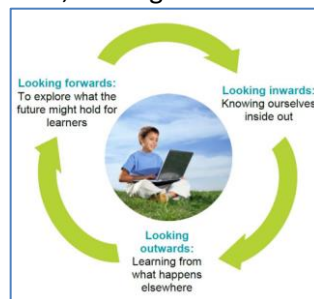 Looking forwards:
To explore what the
future might hold for
learners
Looking inwards:
Knowing ourselves
inside out
Looking
outwards:
Learning from
what happens
elsewhere